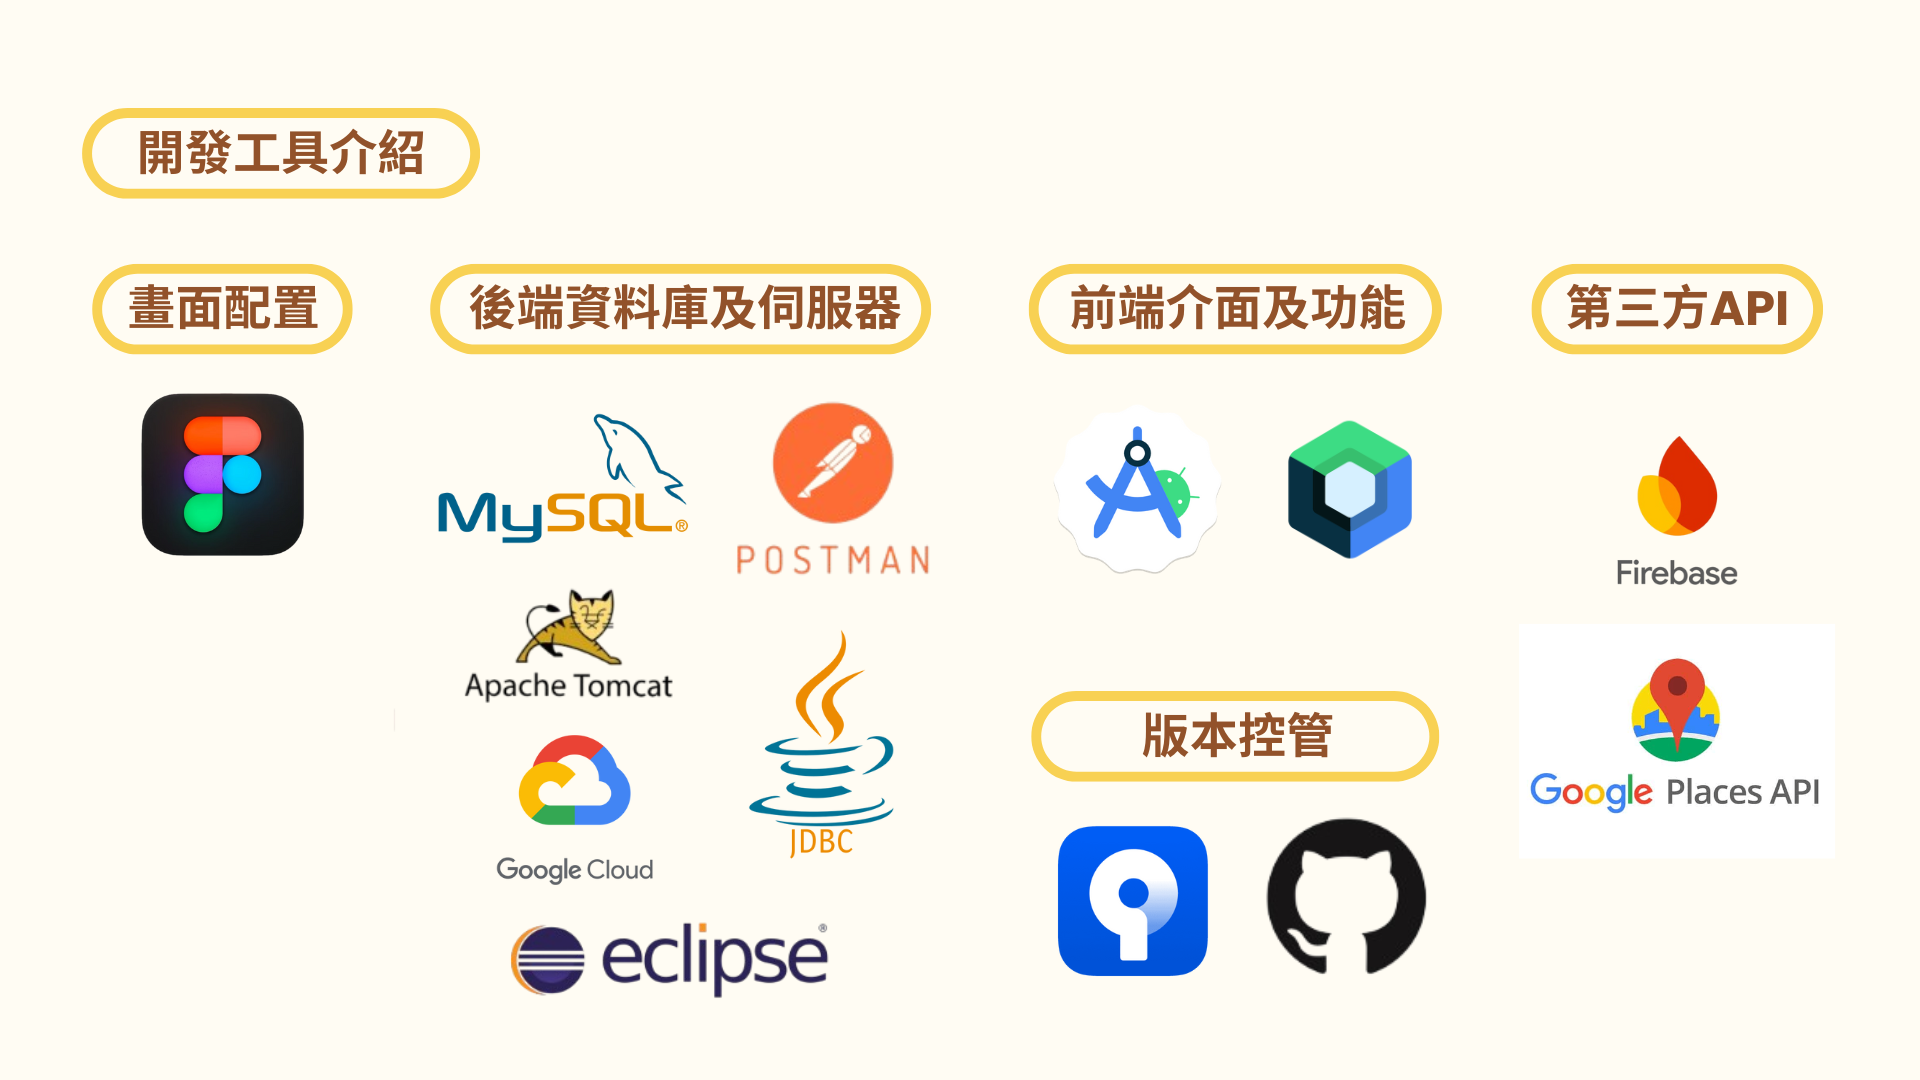 開發工具介紹
畫面配置
後端資料庫及伺服器
前端介面及功能
第三方API
MySQL®
POSTMAN
Firebase
Apache Tomcat
JDBC
Google Cloud
eclipse®
版本控管
Google Places API